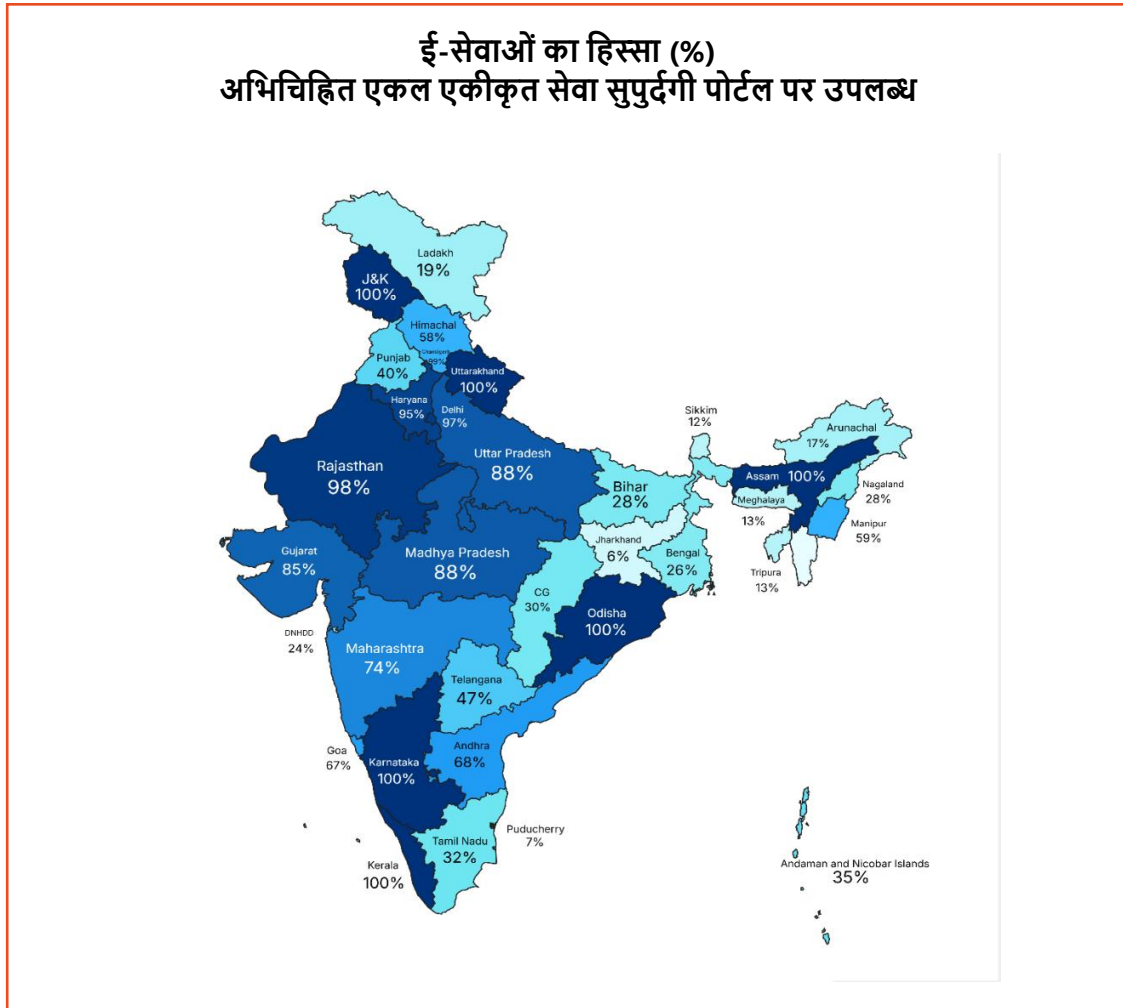 ई-सेवाओं का हिस्सा (%)
अभिचिह्नित एकल एकीकृत सेवा सुपुर्दगी पोर्टल पर उपलब्ध
Ladakh
19%
J&K
100%
Himachal
58%
Chandigarh
99%
Punjab
40%
Uttarakhand
100%
Haryana
95%
Delhi
97%
Sikkim
12%
Arunachal
17%
Uttar Pradesh
88%
Rajasthan
98%
Assam 100%
Nagaland
28%
Bihar
28%
Meghalaya
13%
Manipur
59%
Jharkhand
6%
Gujarat
85%
Madhya Pradesh
88%
Bengal
26%
Tripura
13%
CG
30%
Odisha
100%
DNHDD
24%
Maharashtra
74%
Telangana
47%
Goa
67%
Karnataka
100%
Andhra
68%
Puducherry
7%
Tamil Nadu
32%
Kerala
100%
Andaman and Nicobar Islands
35%